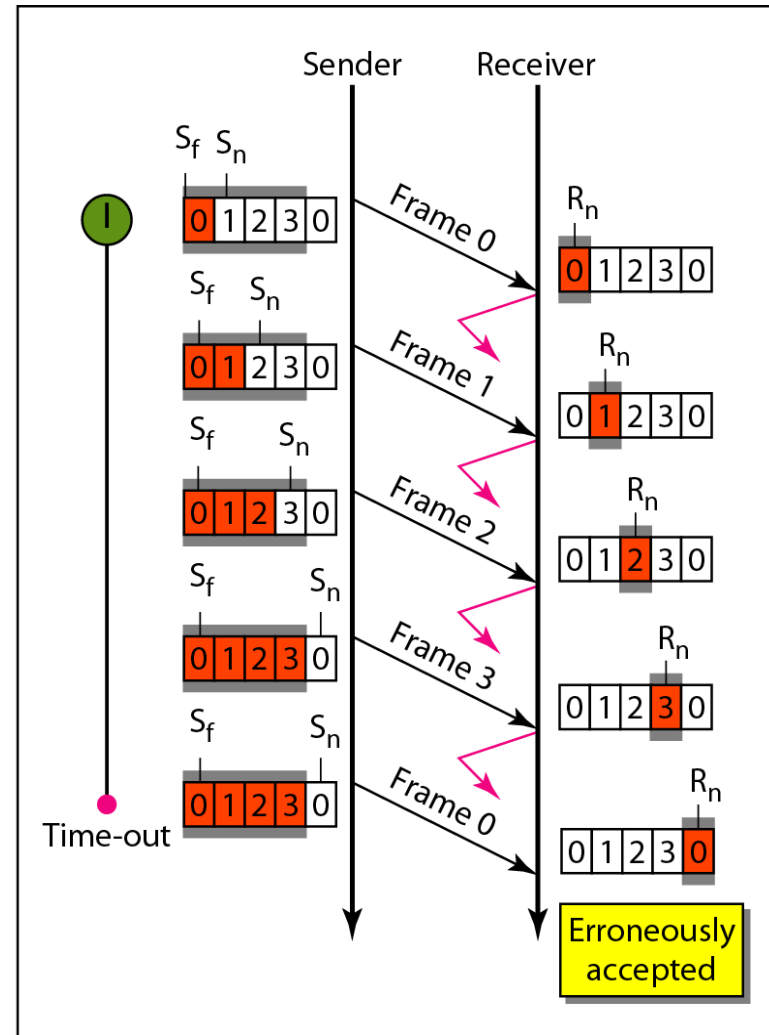 Sender Receiver
Sf Sn
0 1 2 3 0
Frame 0
Rn
0 1 2 3 0
Sf Sn
0 1 2 3 0
Frame 1
Rn
0 1 2 3 0
Sf Sn
0 1 2 3 0
Frame 2
Rn
0 1 2 3 0
Sf Sn
0 1 2 3 0
Frame 3
Rn
0 1 2 3 0
Sf Sn
0 1 2 3 0
Frame 0
Time-out
Rn
0 1 2 3 0
Erroneously
accepted